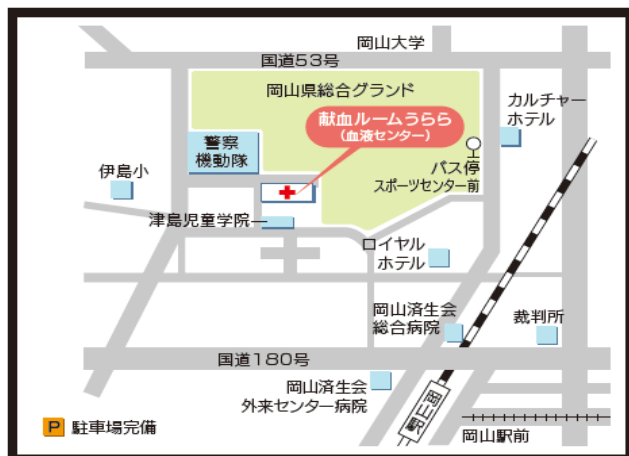 岡山大学
国道53号
岡山県総合グランド
献血ルームうらら
(血液センター)
カルチャー
ホテル
警察
機動隊
バス停
スポーツセンター前
伊島小
津島児童学院
ロイヤル
ホテル
岡山済生会
総合病院
裁判所
国道180号
岡山済生会
外来センター病院
岡山駅
P 駐車場完備
岡山駅前